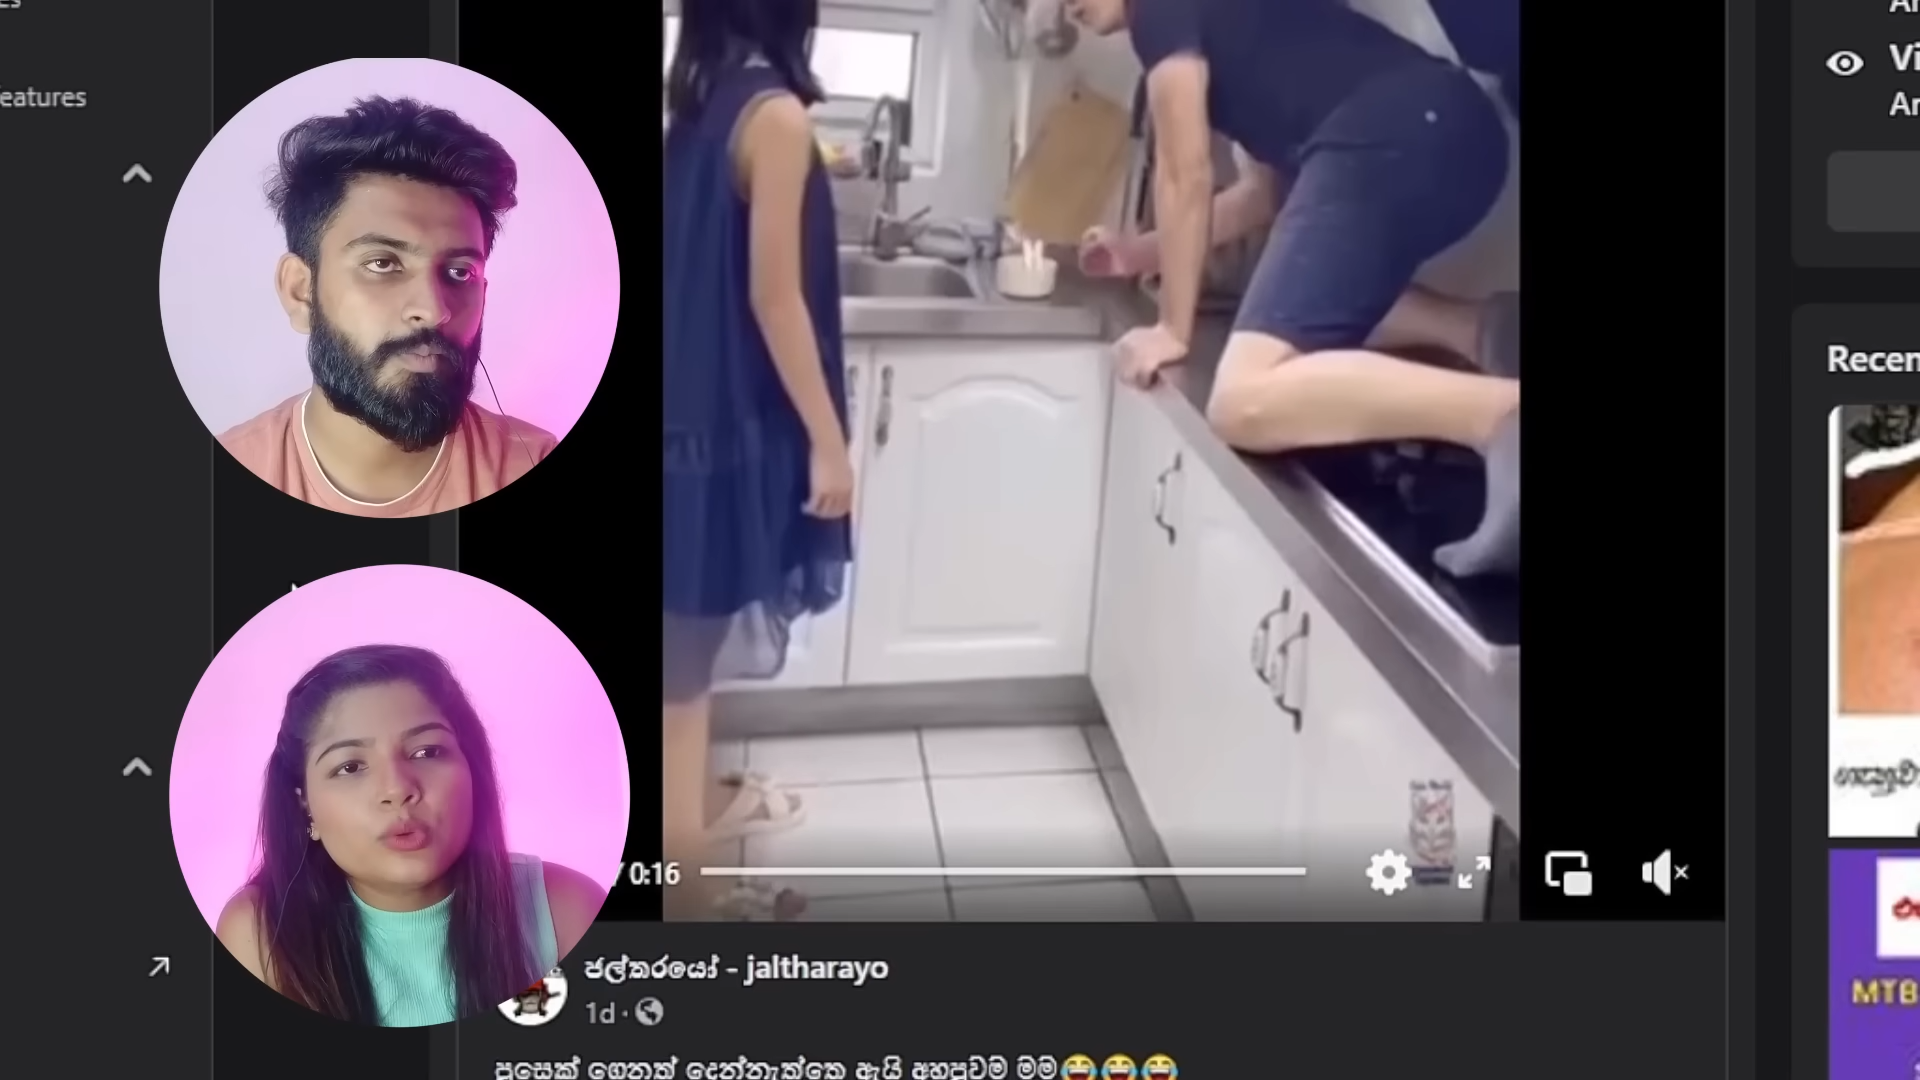 eatures
Vi
Ar
Recen
/ 0:16
ජල්තරයෝ - jaltharayo
1d ·
පූසෙක් ගෙනත් දෙන්නැත්තෙ ඇයි අහපුවම මම😂😂😂
MTB